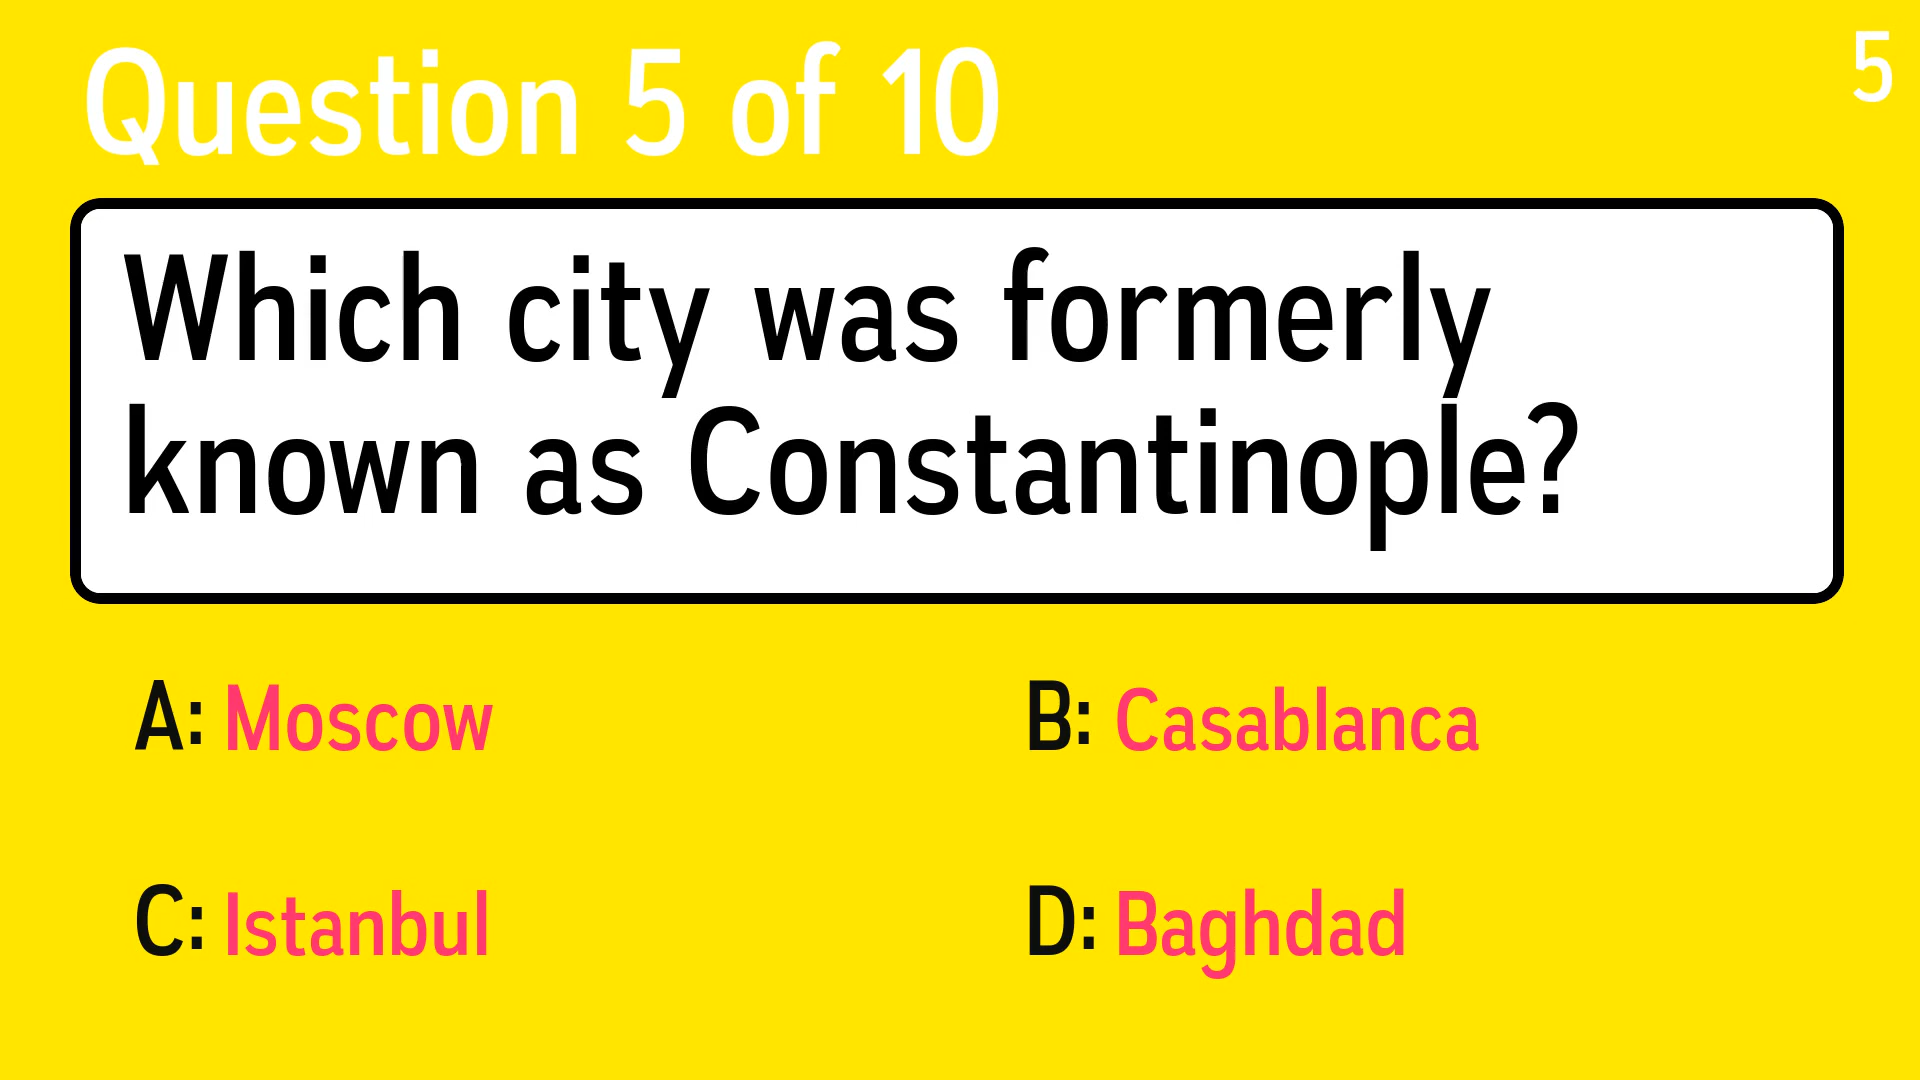 Question 5 of 10
5
Which city was formerly
known as Constantinople?
A: Moscow
B: Casablanca
C: Istanbul
D: Baghdad